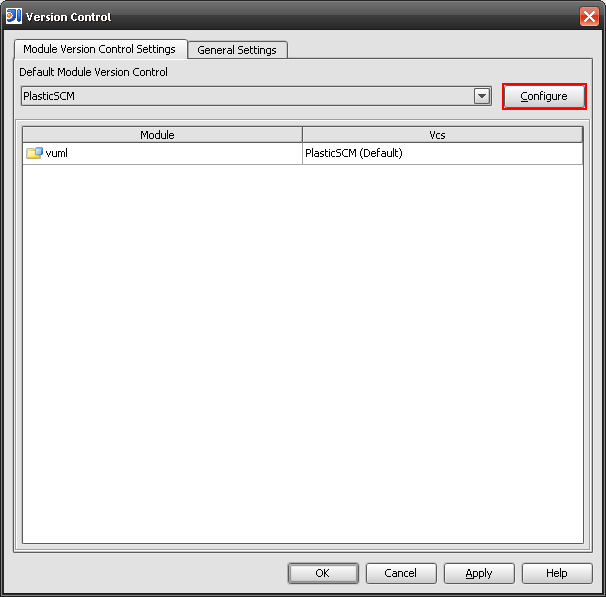 Version Control
Module Version Control Settings General Settings
Default Module Version Control
PlasticSCM Configure
Module Vcs
vuml PlasticSCM (Default)
OK Cancel Apply Help